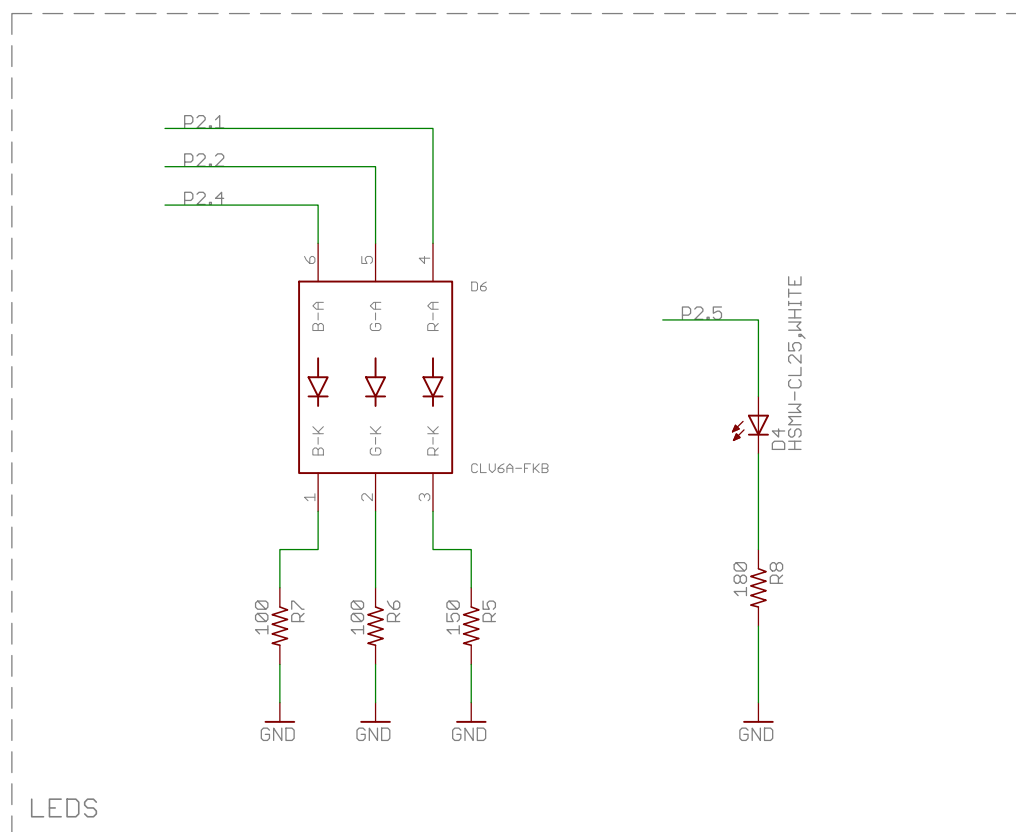 P2.1
P2.2
P2.4
6
5
4
D6
B-A
G-A
R-A
B-K
G-K
R-K
CLV6A-FKB
1
2
3
100
R7
100
R6
150
R5
GND
GND
GND
P2.5
D4
HSMW-CL25,WHITE
180
R8
GND
LEDS